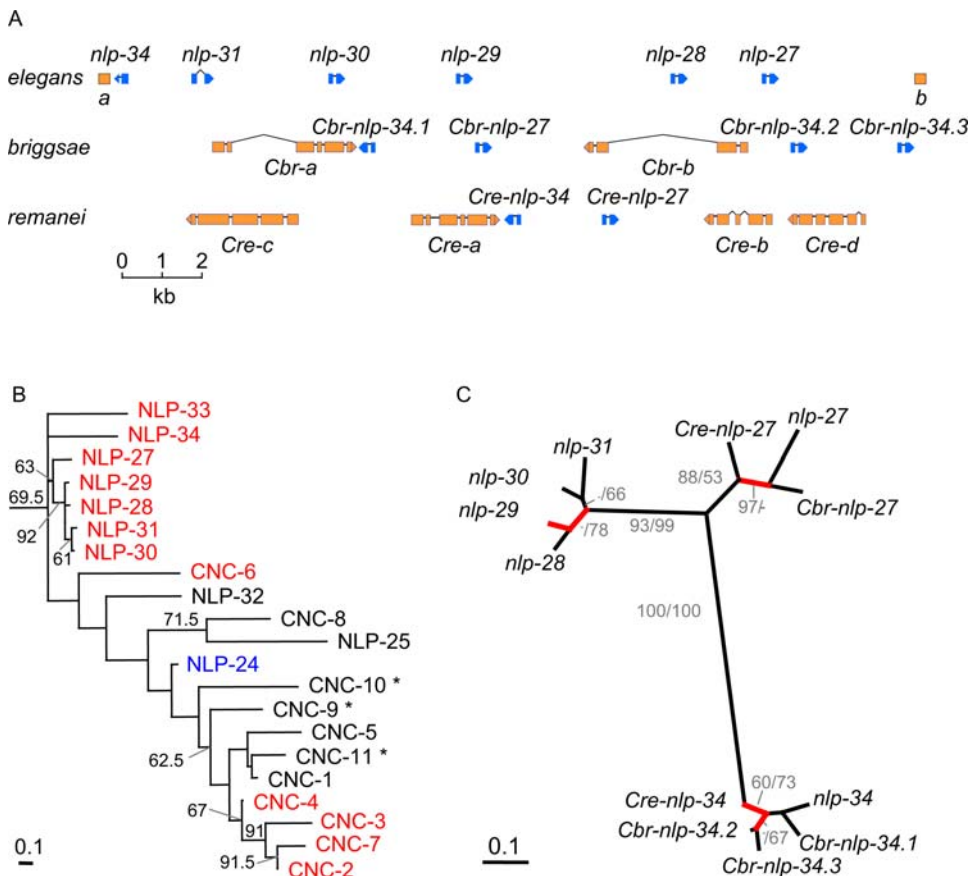 A
nlp-34 nlp-31 nlp-30 nlp-29 nlp-28 nlp-27
elegans
a b
Cbr-nlp-34.1 Cbr-nlp-27 Cbr-nlp-34.2 Cbr-nlp-34.3
briggsae
Cbr-a Cbr-b
Cre-nlp-34 Cre-nlp-27
remanei
Cre-c Cre-a Cre-b Cre-d
0 1 2
kb
B
NLP-33
NLP-34
63
NLP-27
69.5
NLP-29
NLP-28
92
NLP-31
61
NLP-30
CNC-6
NLP-32
71.5
CNC-8
NLP-25
NLP-24
CNC-10 *
CNC-9 *
62.5
CNC-5
CNC-11 *
CNC-1
67
CNC-4
91
CNC-3
91.5
CNC-7
CNC-2
0.1
C
nlp-31
nlp-30
nlp-29
nlp-28
-/66
-/78
93/99
Cre-nlp-27
nlp-27
88/53
97/-
Cbr-nlp-27
100/100
60/73
Cre-nlp-34
nlp-34
Cbr-nlp-34.2
-/67
Cbr-nlp-34.1
Cbr-nlp-34.3
0.1